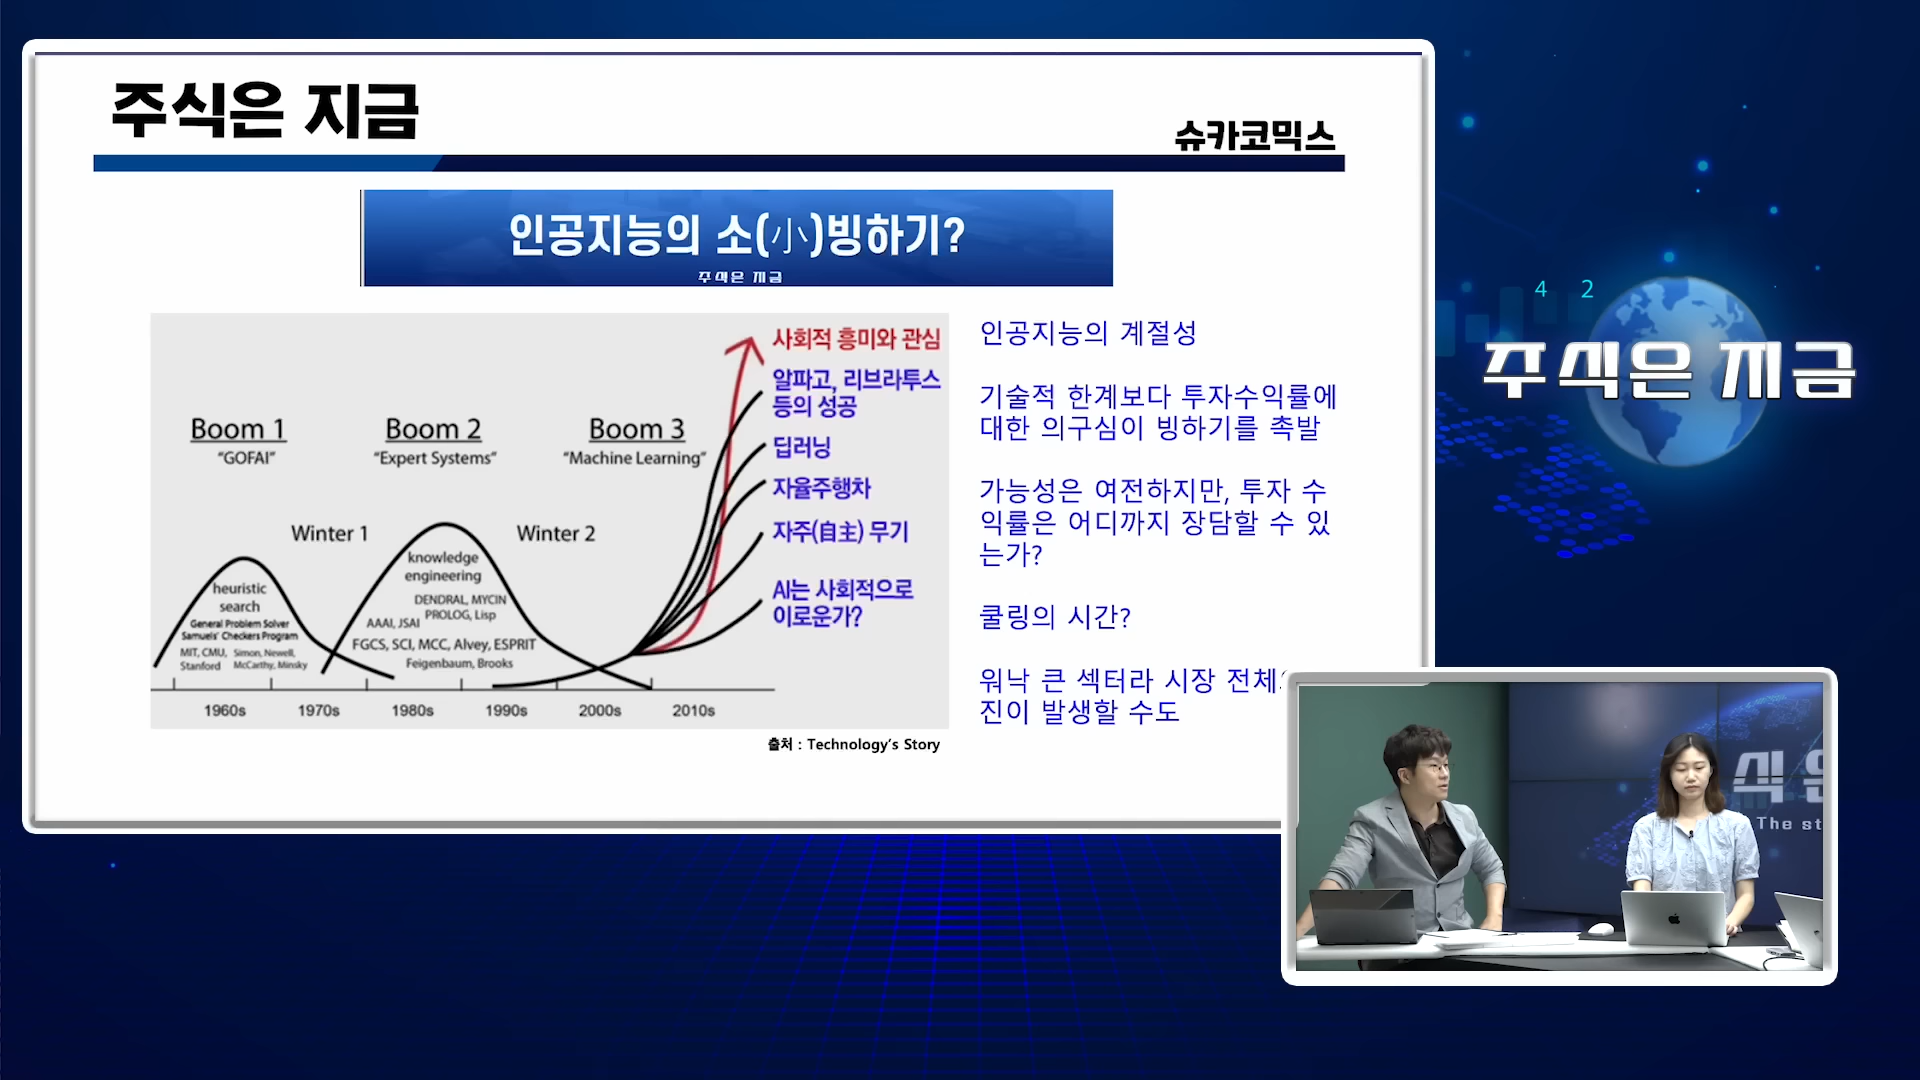 주식은 지금
슈카코믹스
인공지능의 소(小)빙하기?
주식은 지금
사회적 흥미와 관심
알파고, 리브라투스
등의 성공
딥러닝
자율주행차
자주(自主) 무기
AI는 사회적으로
이로운가?
Boom 1
"GOFAI"
Boom 2
"Expert Systems"
Boom 3
"Machine Learning"
Winter 1
Winter 2
heuristic
search
General Problem Solver
Samuels' Checkers Program
MIT, CMU, Simon, Newell,
Stanford McCarthy, Minsky
knowledge
engineering
DENDRAL, MYCIN
AAAI, JSAI PROLOG, Lisp
FGCS, SCI, MCC, Alvey, ESPRIT
Feigenbaum, Brooks
1960s 1970s 1980s 1990s 2000s 2010s
출처 : Technology's Story
인공지능의 계절성
기술적 한계보다 투자수익률에
대한 의구심이 빙하기를 촉발
가능성은 여전하지만, 투자 수
익률은 어디까지 장담할 수 있
는가?
쿨링의 시간?
워낙 큰 섹터라 시장 전체
진이 발생할 수도
4 2
주식은 지금
식은
The st